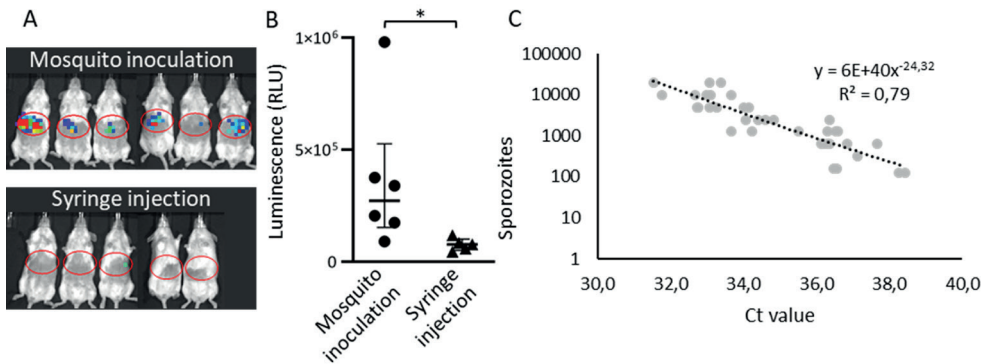 A
Mosquito inoculation
Syringe injection
B
*
Luminescence (RLU)
1×10⁶
5×10⁵
0
Mosquito
inoculation
Syringe
injection
C
Sporozoites
100000
10000
1000
100
10
1
y = 6E+40x⁻²⁴,³²
R² = 0,79
30,0 32,0 34,0 36,0 38,0 40,0
Ct value